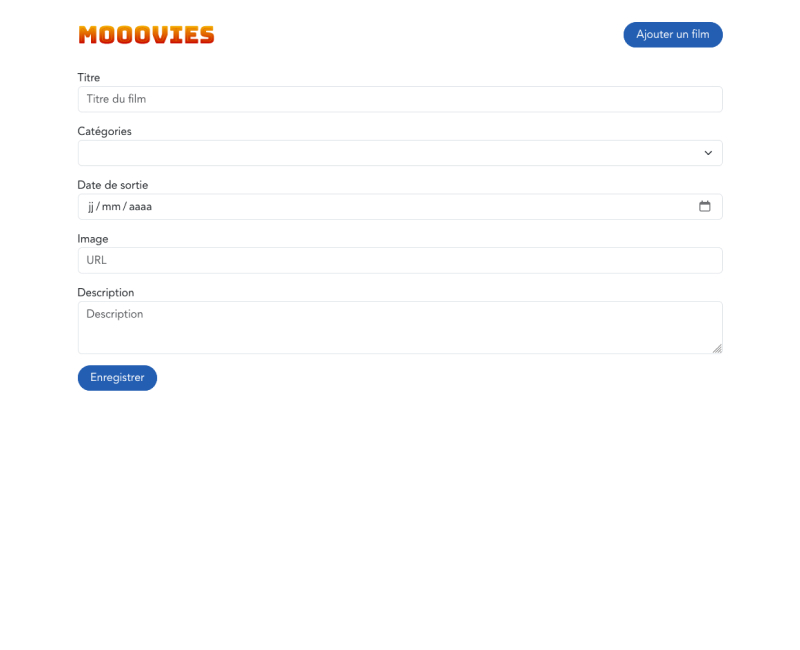 MOOOVIES
Ajouter un film
Titre
Titre du film
Catégories
Date de sortie
jj/mm/aaaa
Image
URL
Description
Description
Enregistrer